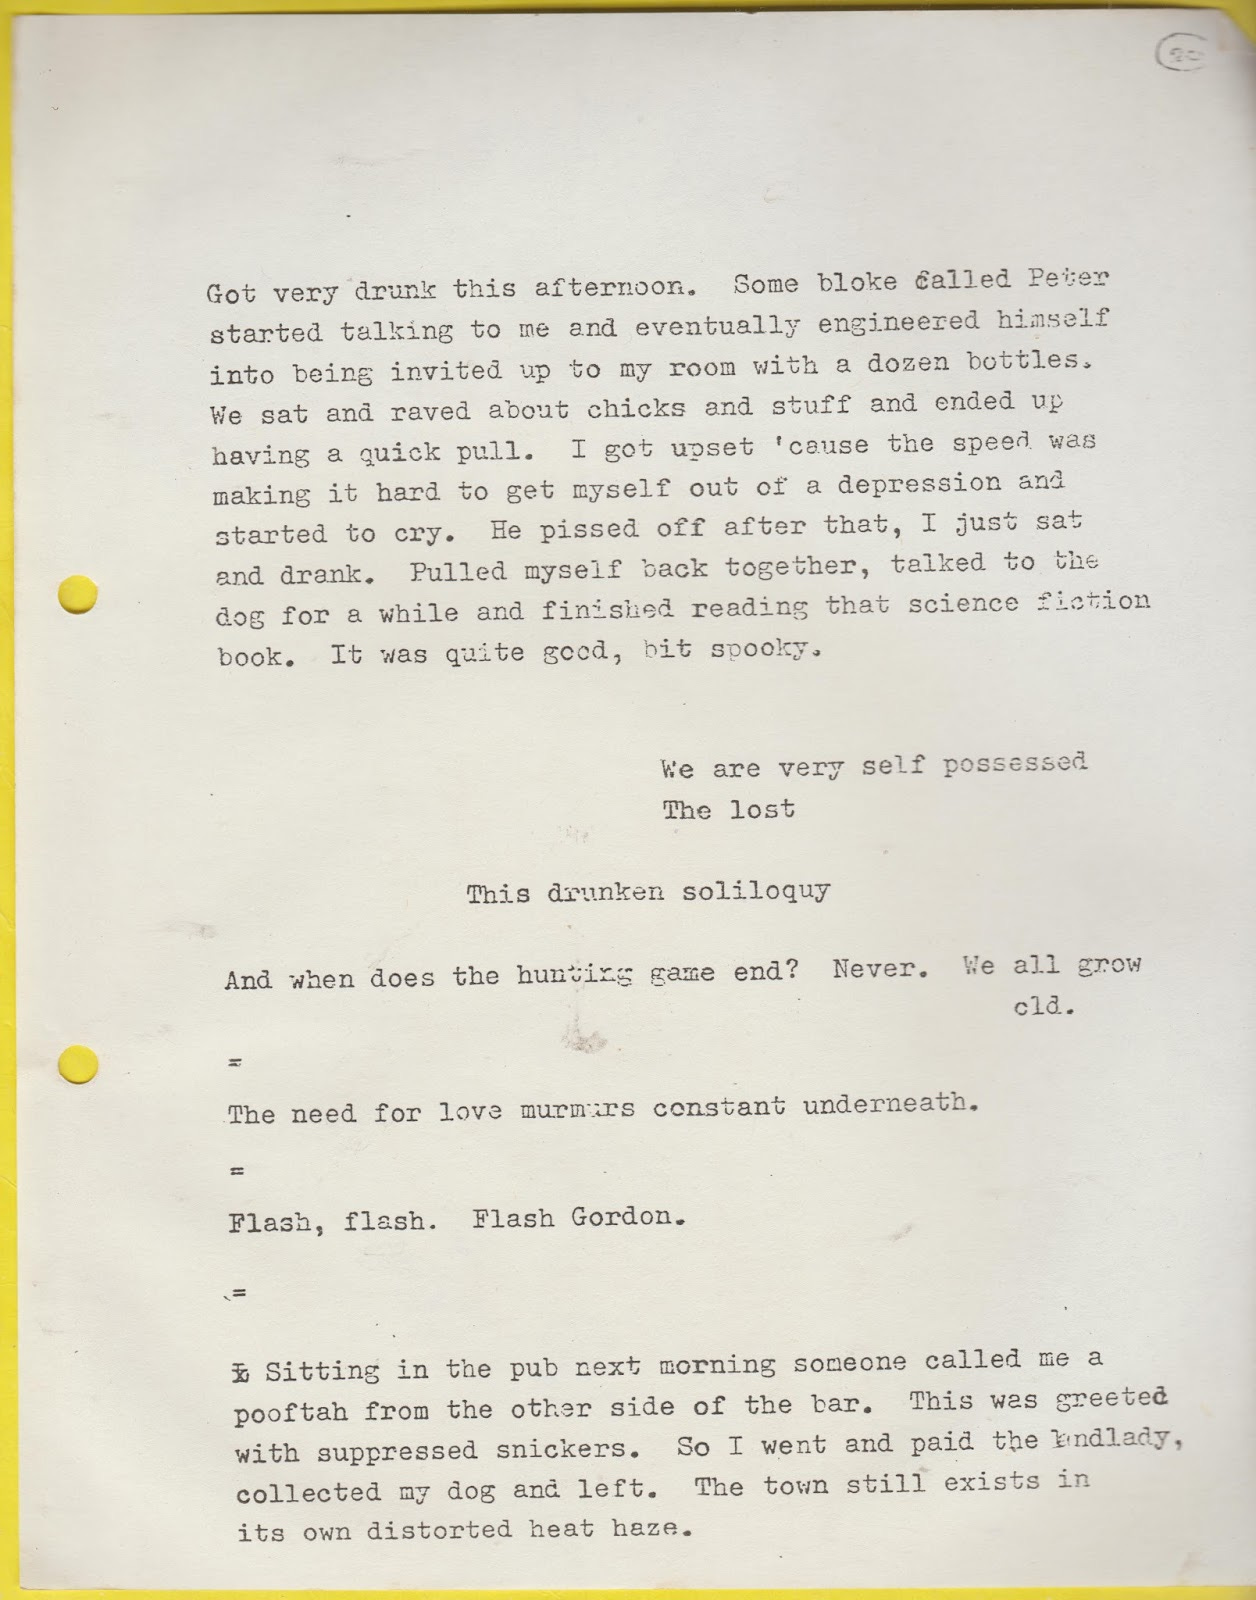 Got very drunk this afternoon. Some bloke called Peter
started talking to me and eventually engineered himself
into being invited up to my room with a dozen bottles.
We sat and raved about chicks and stuff and ended up
having a quick pull. I got upset 'cause the speed was
making it hard to get myself out of a depression and
started to cry. He pissed off after that, I just sat
and drank. Pulled myself back together, talked to the
dog for a while and finished reading that science fiction
book. It was quite good, bit spooky.
We are very self possessed
The lost
This drunken soliloquy
And when does the hunting game end? Never. We all grow
old.
=
The need for love murmurs constant underneath.
=
Flash, flash. Flash Gordon.
=
Sitting in the pub next morning someone called me a
pooftah from the other side of the bar. This was greeted
with suppressed snickers. So I went and paid the landlady,
collected my dog and left. The town still exists in
its own distorted heat haze.